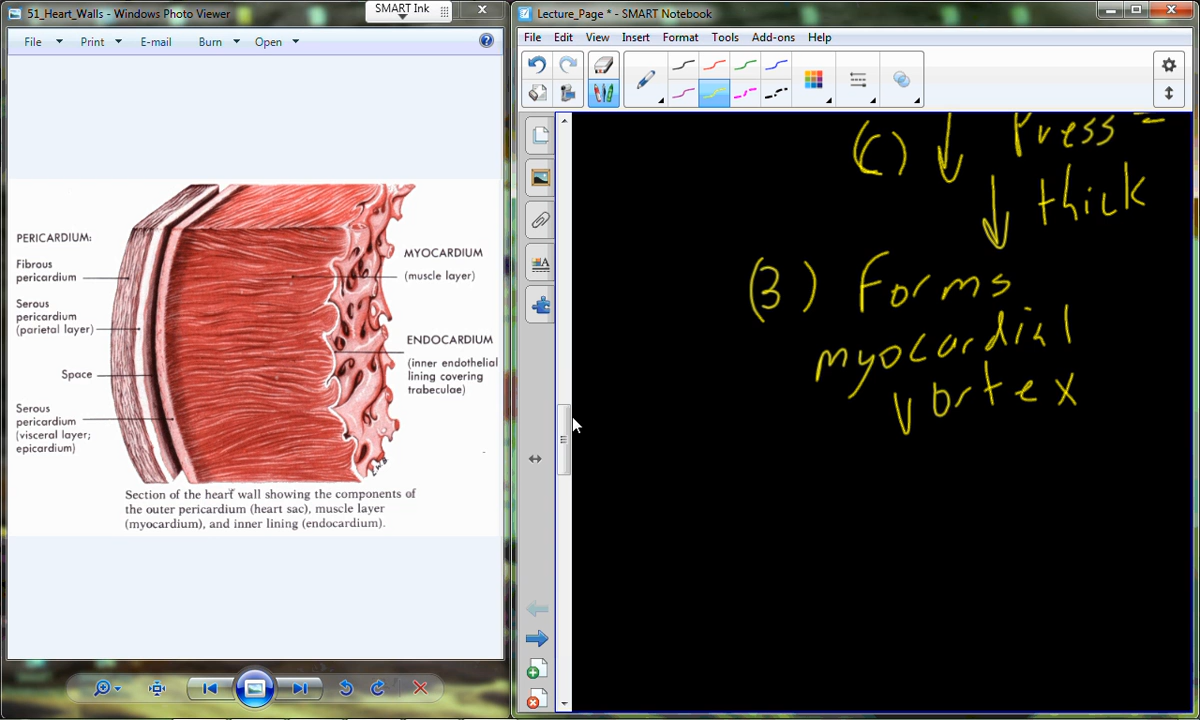 51_Heart_Walls - Windows Photo Viewer
SMART Ink
File Print E-mail Burn Open
PERICARDIUM:
Fibrous
pericardium
Serous
pericardium
(parietal layer)
Space
Serous
pericardium
(visceral layer;
epicardium)
MYOCARDIUM
(muscle layer)
ENDOCARDIUM
(inner endothelial
lining covering
trabeculae)
Section of the heart wall showing the components of
the outer pericardium (heart sac), muscle layer
(myocardium), and inner lining (endocardium).
Lecture_Page * - SMART Notebook
File Edit View Insert Format Tools Add-ons Help
(C) ↓ Press =
↓ thick
(3) Forms
myocardial
vortex